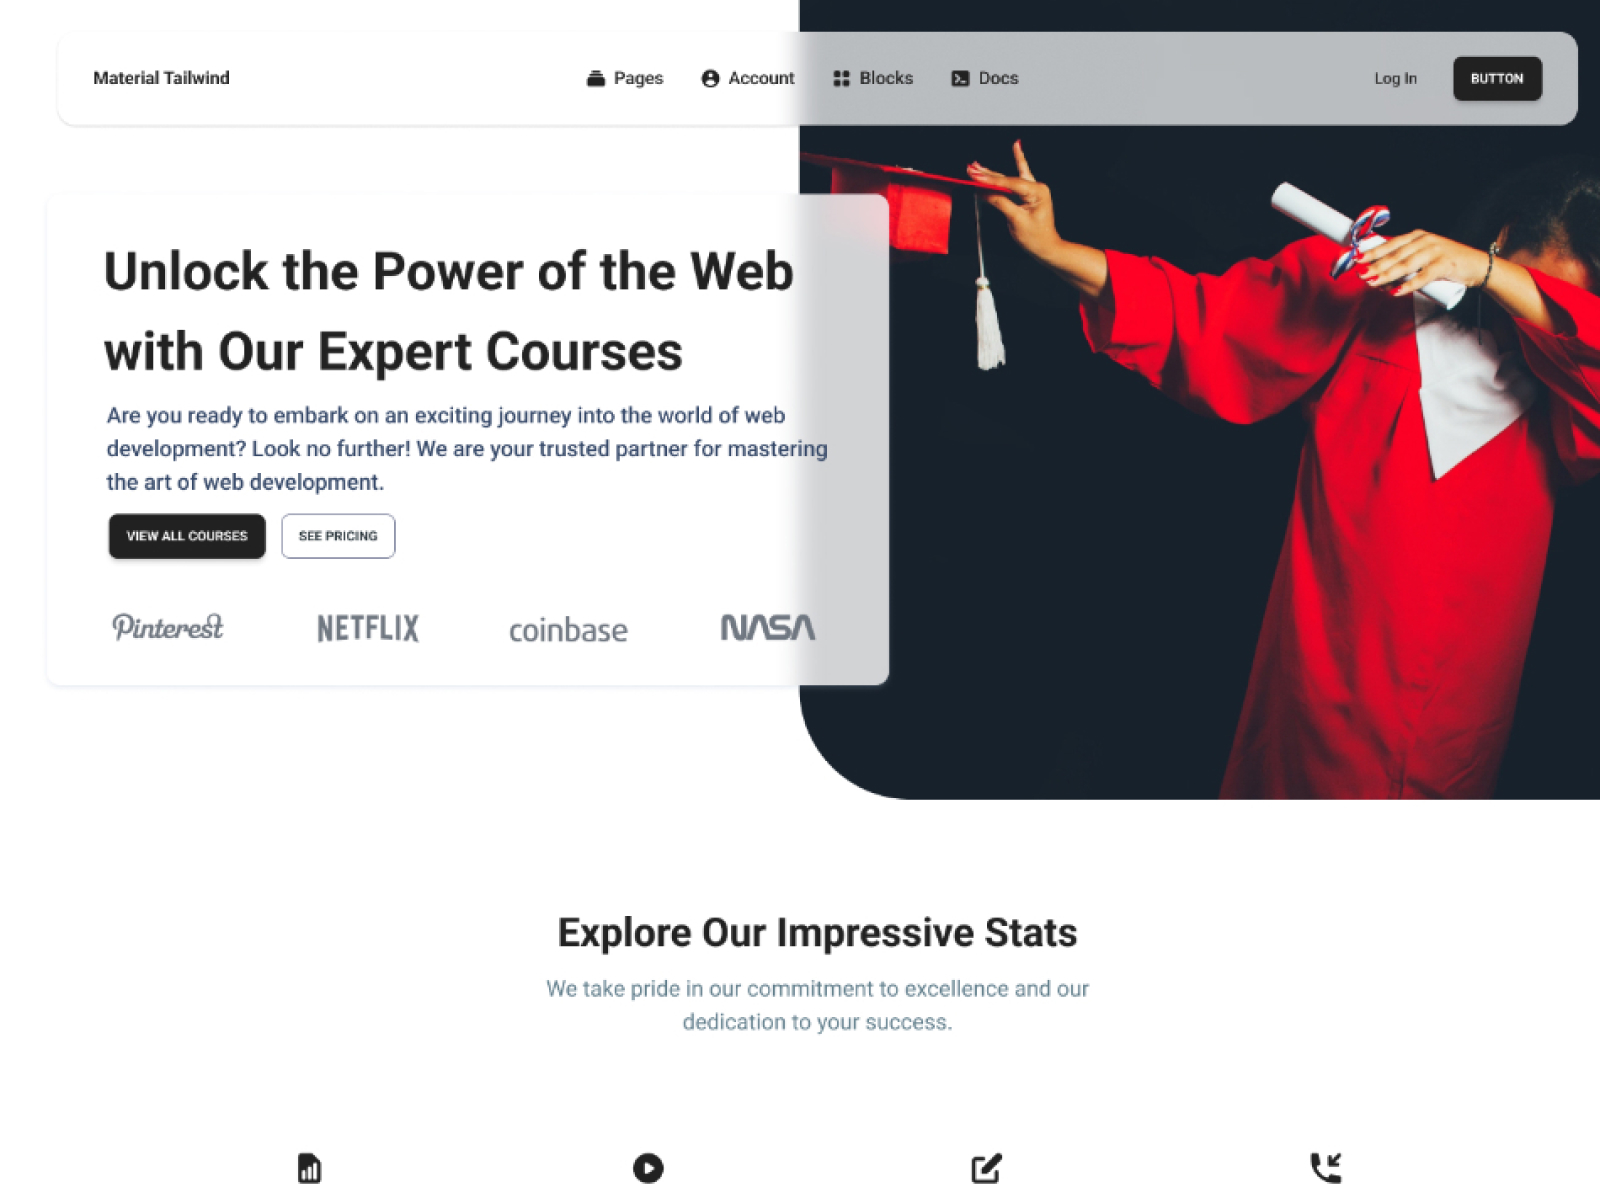 Material Tailwind
Pages
Account
Blocks
Docs
Log In
BUTTON
Unlock the Power of the Web
with Our Expert Courses
Are you ready to embark on an exciting journey into the world of web
development? Look no further! We are your trusted partner for mastering
the art of web development.
VIEW ALL COURSES
SEE PRICING
Pinterest
NETFLIX
coinbase
NASA
Explore Our Impressive Stats
We take pride in our commitment to excellence and our
dedication to your success.